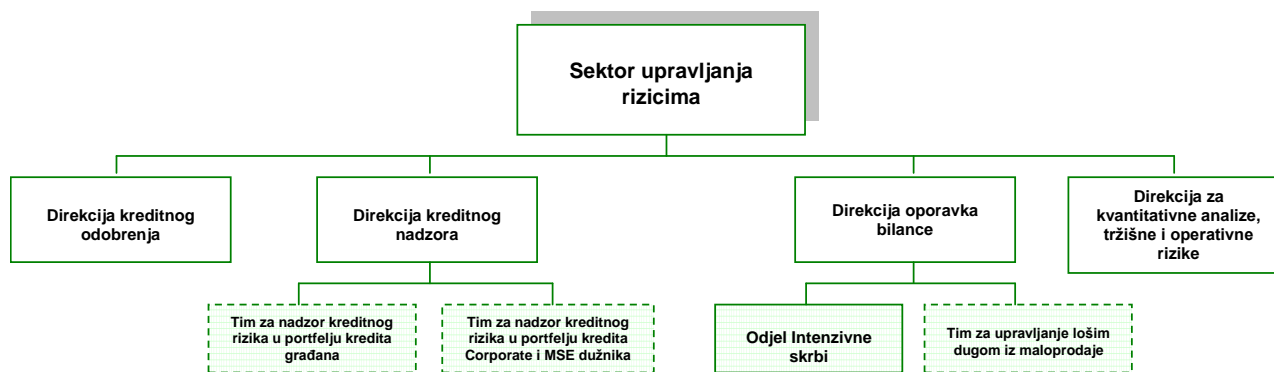 Sektor upravljanja
rizicima
Direkcija kreditnog
odobrenja
Direkcija kreditnog
nadzora
Direkcija oporavka
bilance
Direkcija za
kvantitativne analize,
tržišne i operativne
rizike
Tim za nadzor kreditnog
rizika u portfelju kredita
građana
Tim za nadzor kreditnog
rizika u portfelju kredita
Corporate i MSE dužnika
Odjel Intenzivne
skrbi
Tim za upravljanje lošim
dugom iz maloprodaje